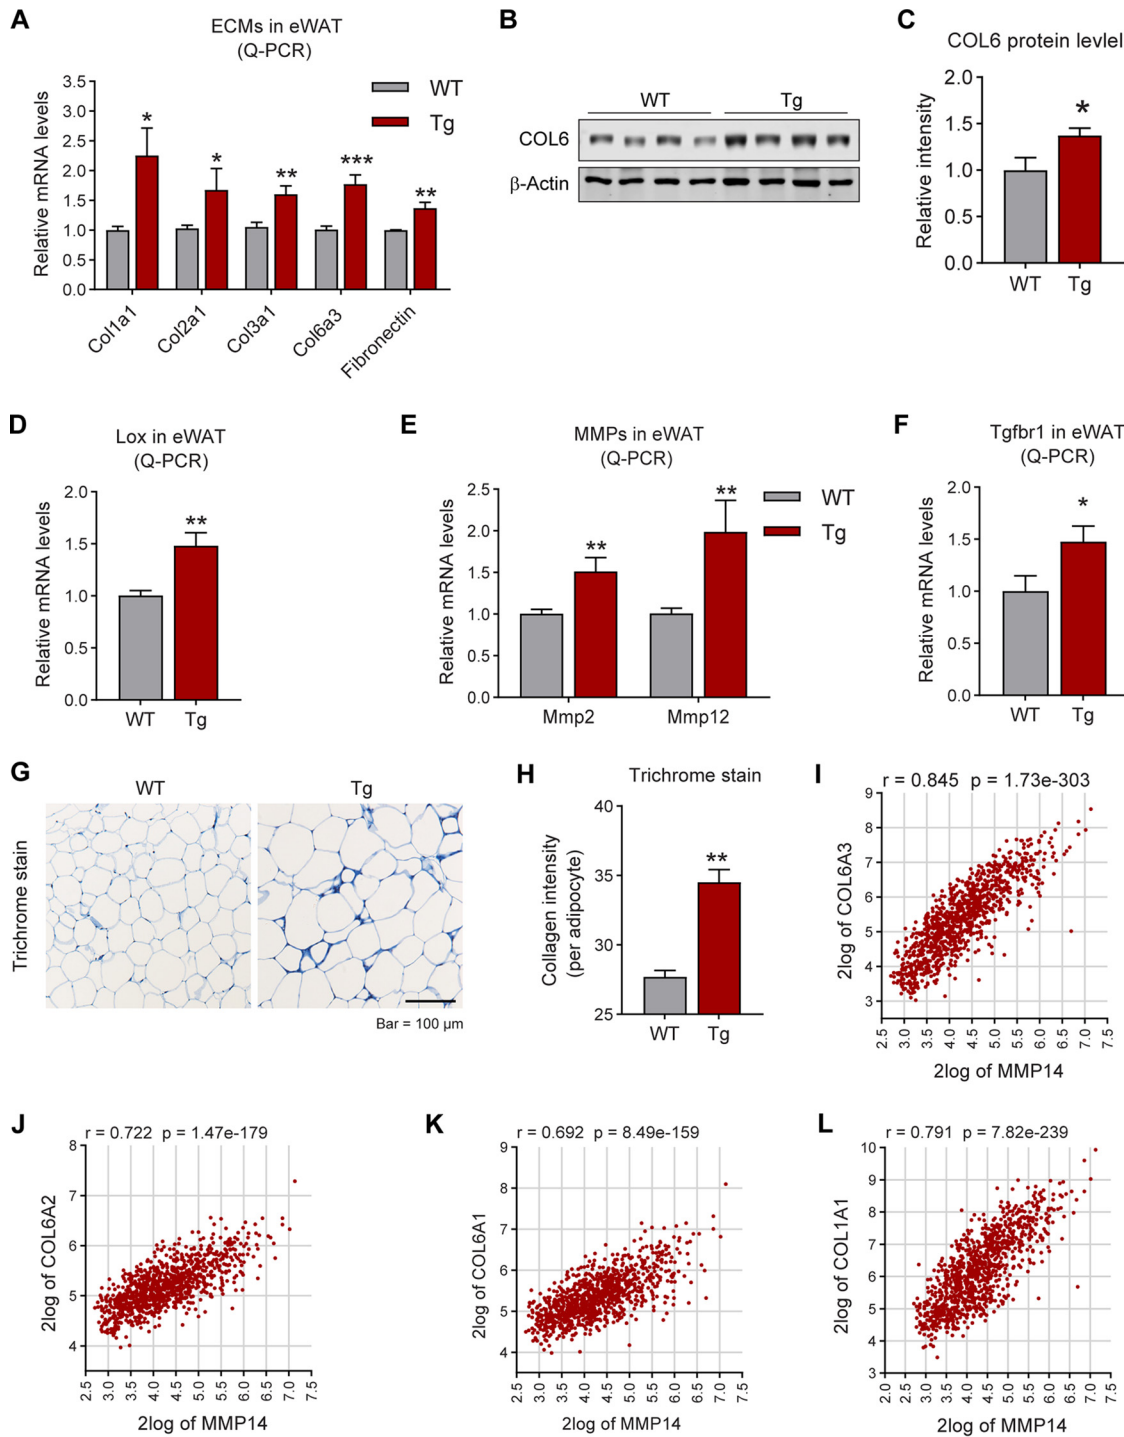 A
ECMs in eWAT
(Q-PCR)
Relative mRNA levels
3.5
3.0
2.5
2.0
1.5
1.0
0.5
0.0
*
*
**
***
**
WT
Tg
Col1a1
Col2a1
Col3a1
Col6a3
Fibronectin
B
WT
Tg
COL6
β-Actin
C
COL6 protein levlel
Relative intensity
2.0
1.5
1.0
0.5
0.0
*
WT
Tg
D
Lox in eWAT
(Q-PCR)
Relative mRNA levels
2.0
1.5
1.0
0.5
0.0
**
WT
Tg
E
MMPs in eWAT
(Q-PCR)
Relative mRNA levels
2.5
2.0
1.5
1.0
0.5
0.0
**
**
WT
Tg
Mmp2
Mmp12
F
Tgfbr1 in eWAT
(Q-PCR)
Relative mRNA levels
2.0
1.5
1.0
0.5
0.0
*
WT
Tg
G
WT
Tg
Trichrome stain
Bar = 100 µm
H
Trichrome stain
Collagen intensity
(per adipocyte)
40
35
30
25
**
WT
Tg
I
r = 0.845 p = 1.73e-303
2log of COL6A3
9
8
7
6
5
4
3
2.5 3.0 3.5 4.0 4.5 5.0 5.5 6.0 6.5 7.0 7.5
2log of MMP14
J
r = 0.722 p = 1.47e-179
2log of COL6A2
8
7
6
5
4
2.5 3.0 3.5 4.0 4.5 5.0 5.5 6.0 6.5 7.0 7.5
2log of MMP14
K
r = 0.692 p = 8.49e-159
2log of COL6A1
9
8
7
6
5
4
2.5 3.0 3.5 4.0 4.5 5.0 5.5 6.0 6.5 7.0 7.5
2log of MMP14
L
r = 0.791 p = 7.82e-239
2log of COL1A1
10
9
8
7
6
5
4
3
2.0 2.5 3.0 3.5 4.0 4.5 5.0 5.5 6.0 6.5 7.0 7.5
2log of MMP14